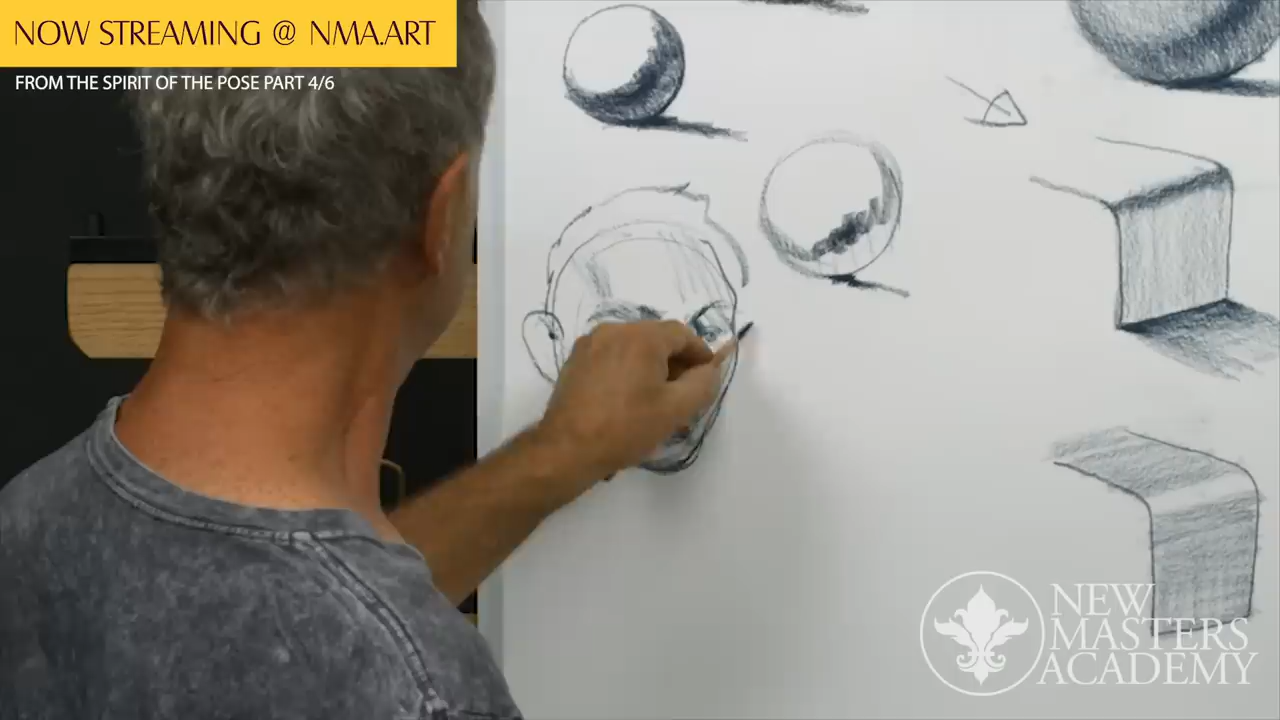 NOW STREAMING @ NMA.ART
FROM THE SPIRIT OF THE POSE PART 4/6
NEW
MASTERS
ACADEMY